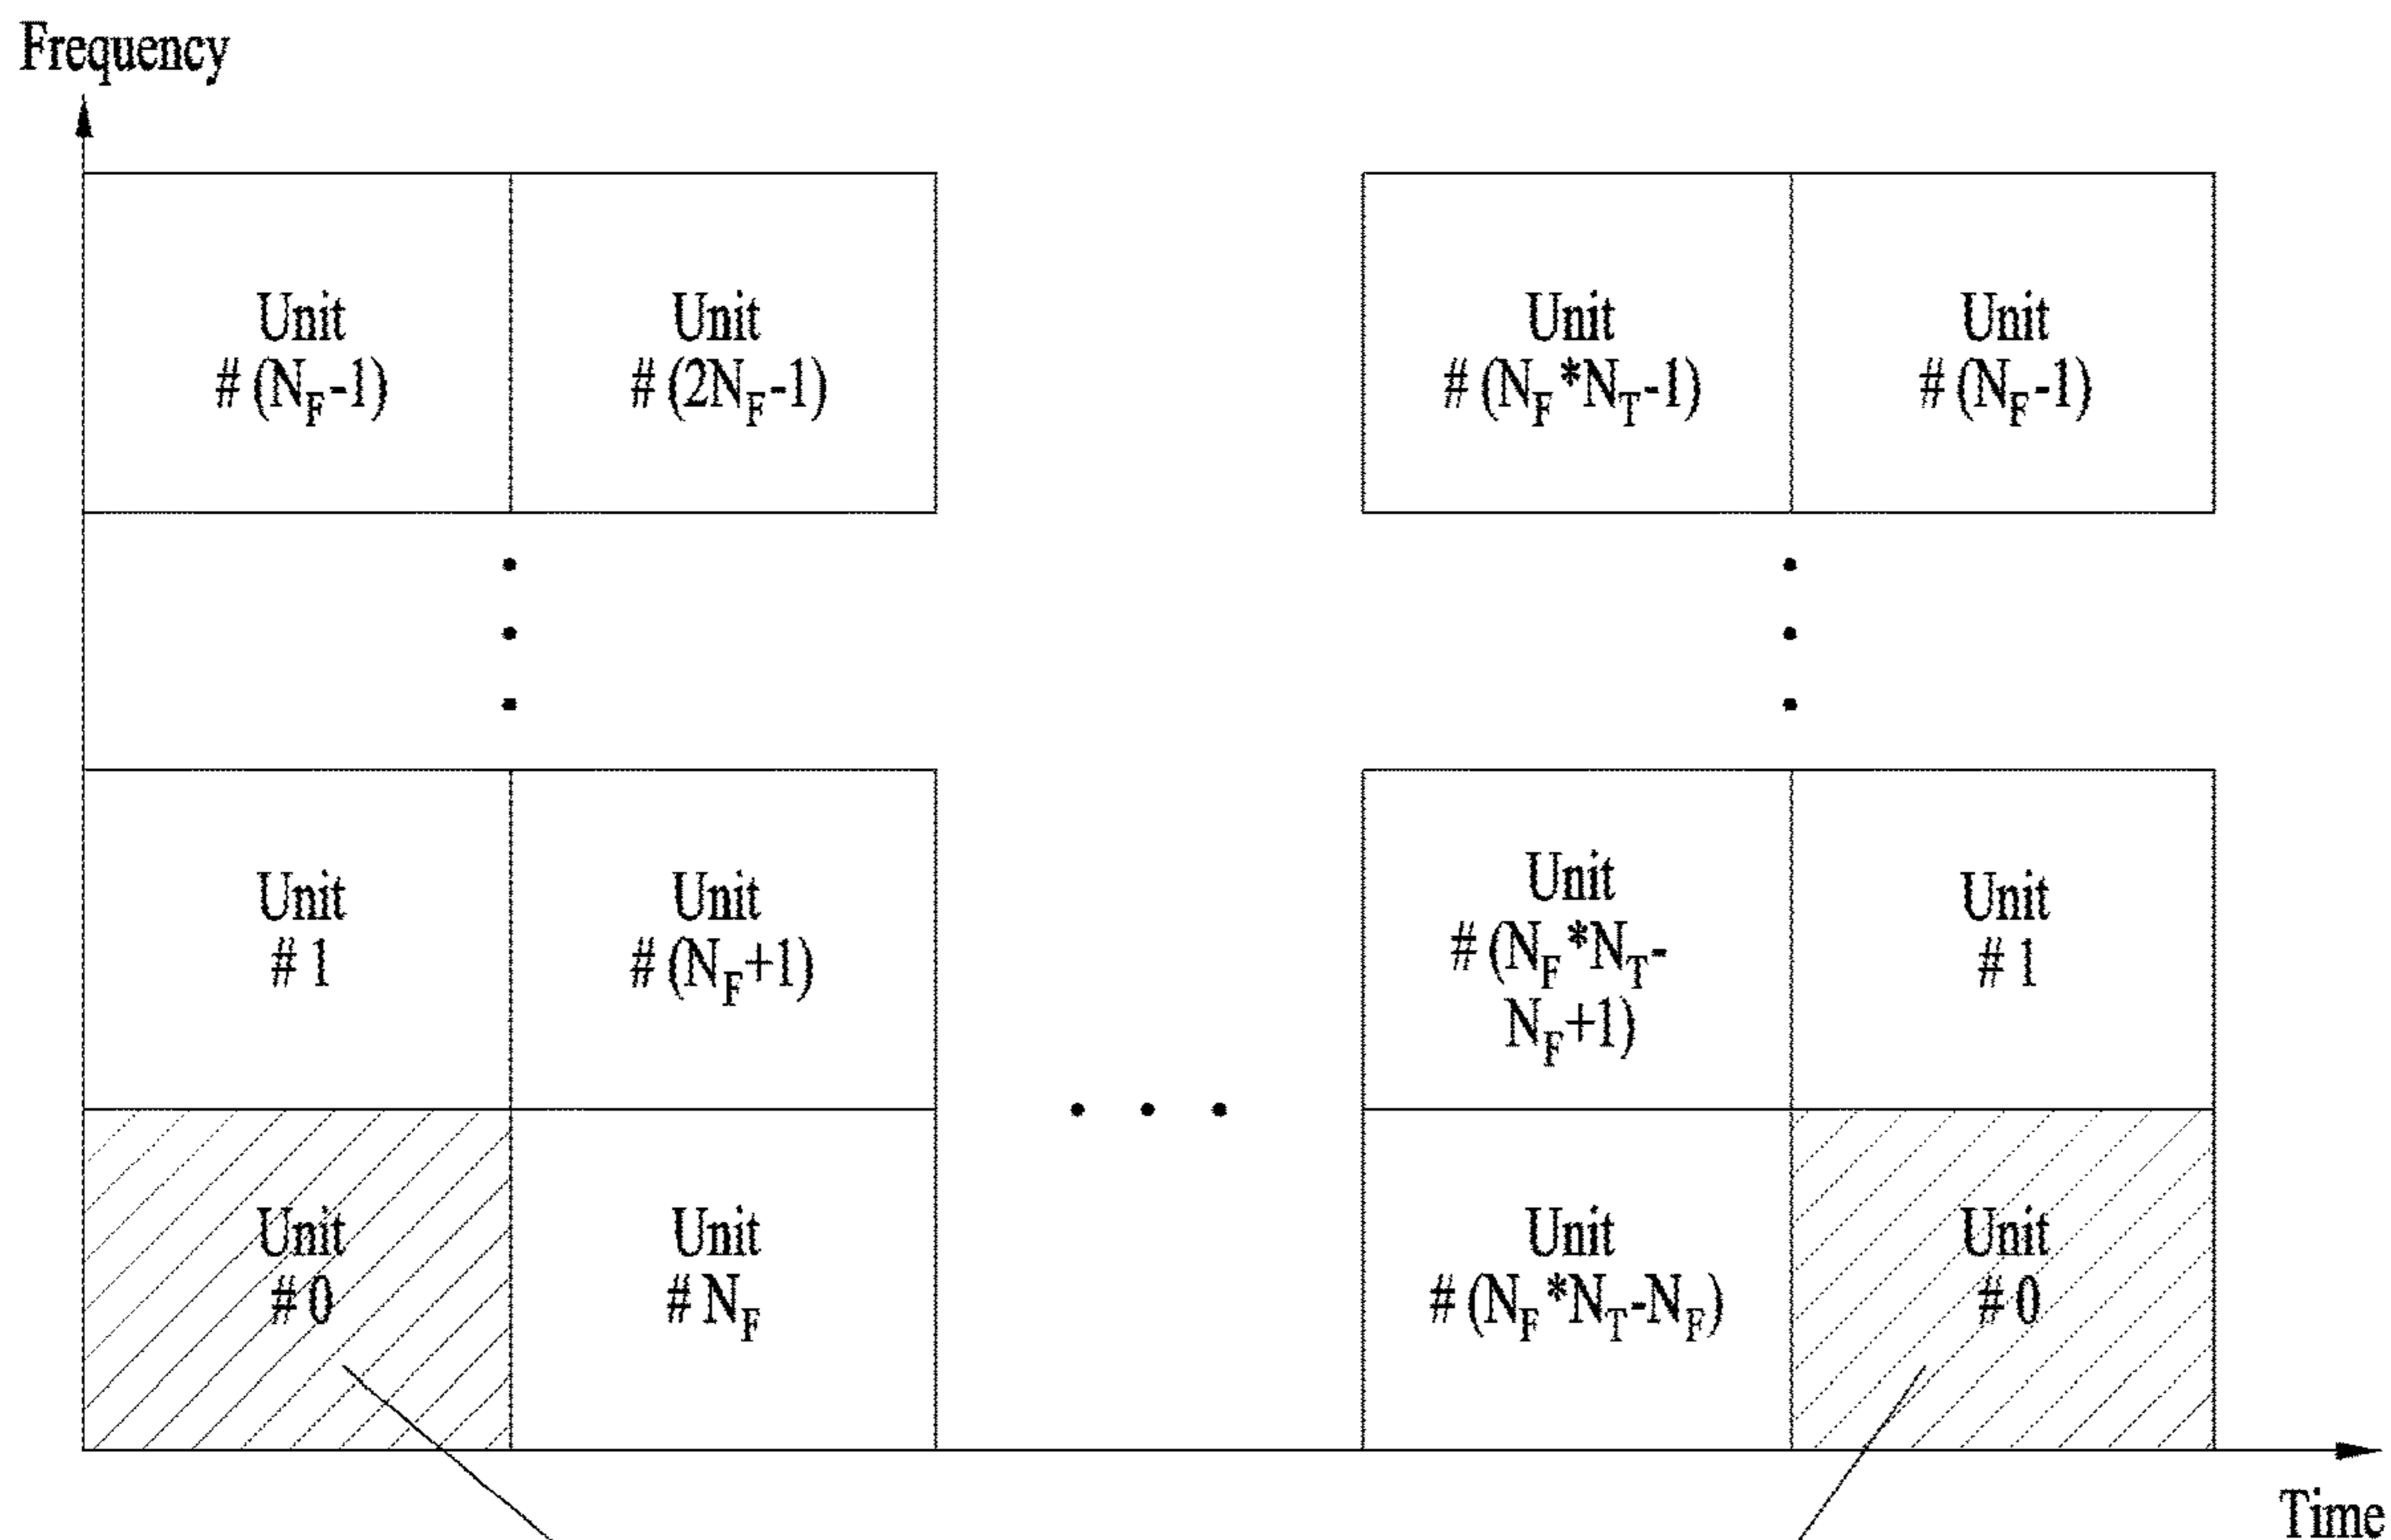 Frequency
Unit
# (N_F-1)
Unit
# (2N_F-1)
Unit
# (N_F*N_T-1)
Unit
# (N_F-1)
Unit
# 1
Unit
# (N_F+1)
Unit
# (N_F*N_T-
N_F+1)
Unit
# 1
Unit
# 0
Unit
# N_F
Unit
# (N_F*N_T-N_F)
Unit
# 0
Time